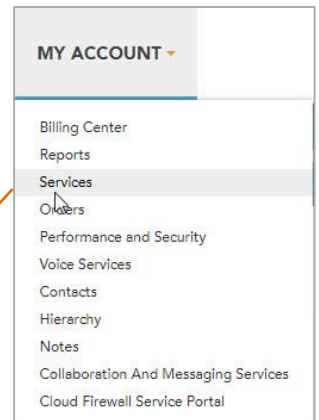 MY ACCOUNT
Billing Center
Reports
Services
Orders
Performance and Security
Voice Services
Contacts
Hierarchy
Notes
Collaboration And Messaging Services
Cloud Firewall Service Portal